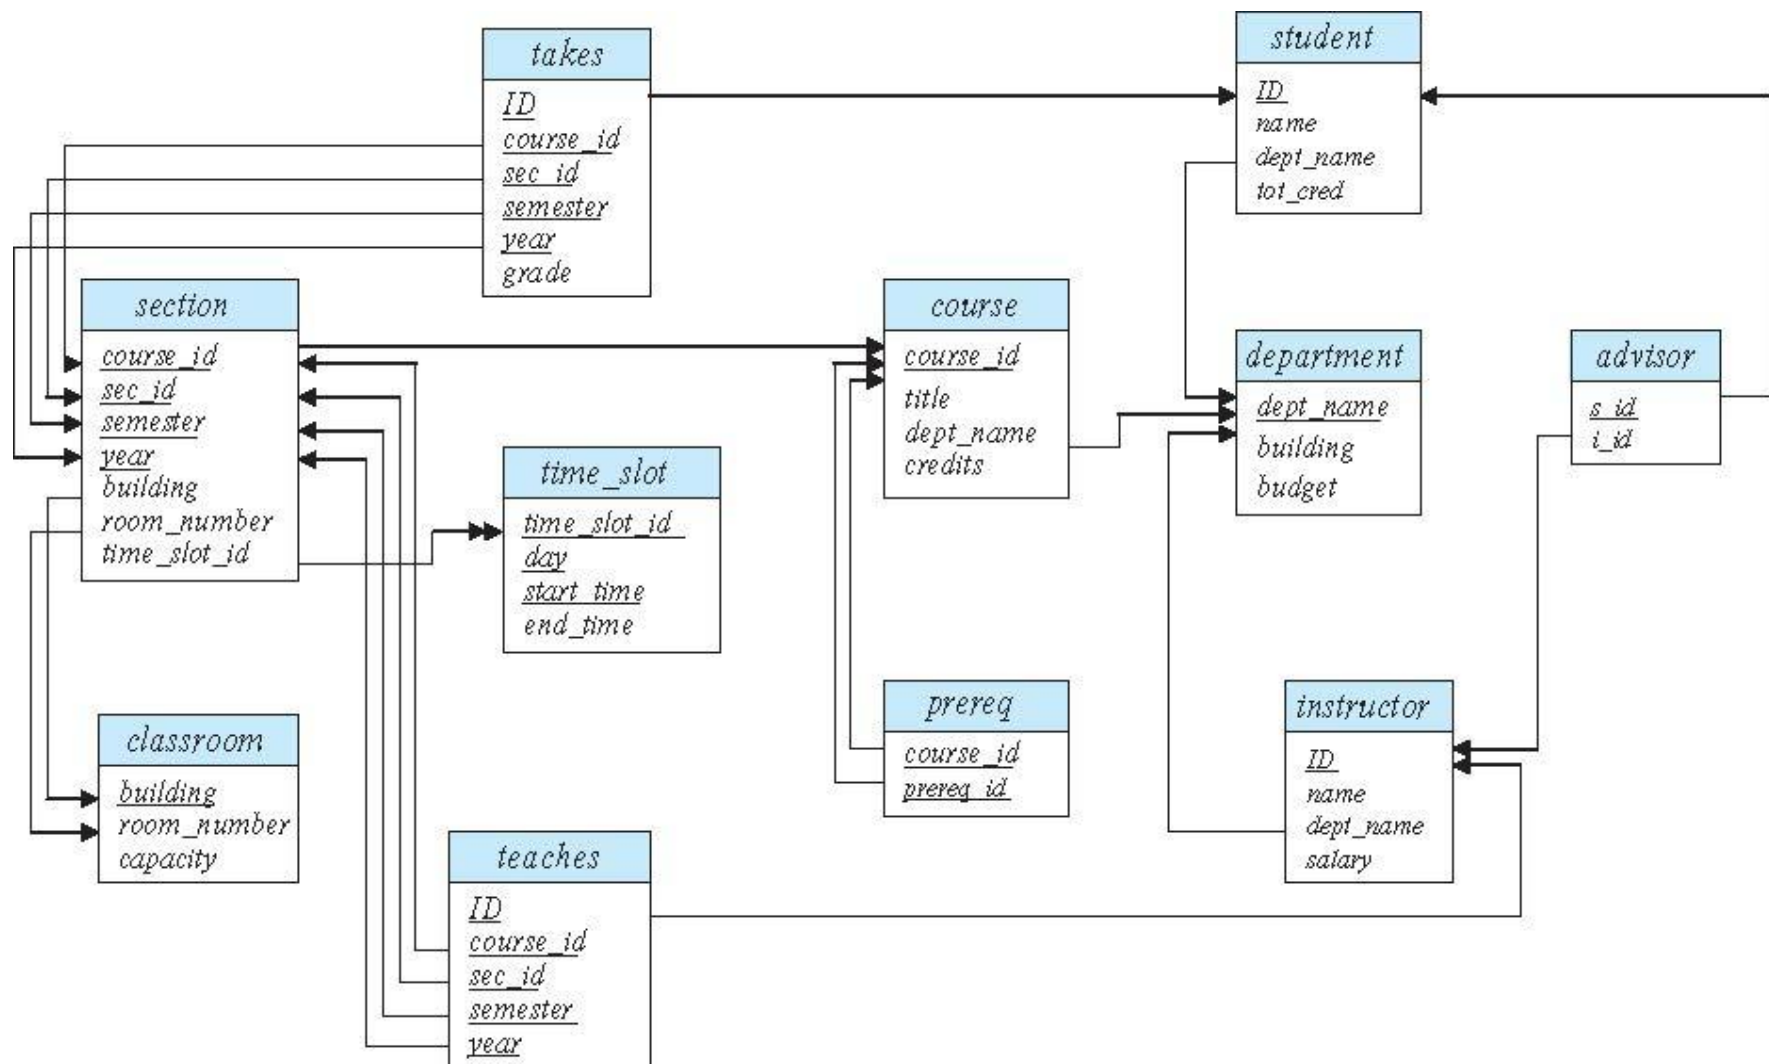 takes
ID
course_id
sec_id
semester
year
grade
student
ID
name
dept_name
tot_cred
section
course_id
sec_id
semester
year
building
room_number
time_slot_id
course
course_id
title
dept_name
credits
department
dept_name
building
budget
advisor
s_id
i_id
time_slot
time_slot_id
day
start_time
end_time
prereq
course_id
prereq_id
instructor
ID
name
dept_name
salary
classroom
building
room_number
capacity
teaches
ID
course_id
sec_id
semester
year